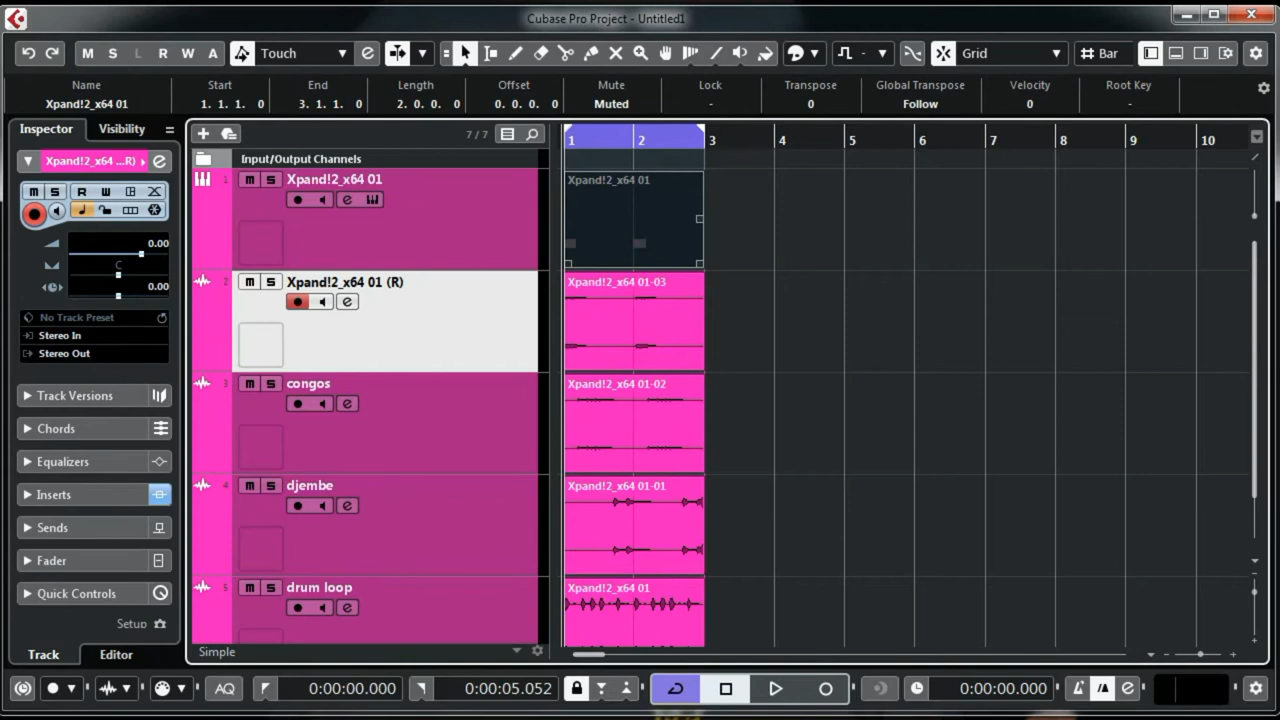 Cubase Pro Project - Untitled1
M S L R W A Touch Grid Bar
Name Start End Length Offset Mute Lock Transpose Global Transpose Velocity Root Key
Xpand!2_x64 01 1. 1. 1. 0 3. 1. 1. 0 2. 0. 0. 0 0. 0. 0. 0 Muted - 0 Follow 0 -
Inspector Visibility
7 / 7
1 2 3 4 5 6 7 8 9 10
Xpand!2_x64 ...R)
Input/Output Channels
m S R W
1 m S Xpand!2_x64 01
Xpand!2_x64 01
0.00
C
0.00
2 m S Xpand!2_x64 01 (R)
Xpand!2_x64 01-03
No Track Preset
Stereo In
Stereo Out
3 m S congos
Xpand!2_x64 01-02
Track Versions
Chords
Equalizers
4 m S djembe
Xpand!2_x64 01-01
Inserts
Sends
Fader
5 m S drum loop
Xpand!2_x64 01
Quick Controls
Setup
Track Editor
Simple
AQ 0:00:00.000 0:00:05.052 0:00:00.000